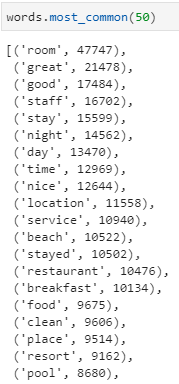 words.most_common(50)
[('room', 47747),
('great', 21478),
('good', 17484),
('staff', 16702),
('stay', 15599),
('night', 14562),
('day', 13470),
('time', 12969),
('nice', 12644),
('location', 11558),
('service', 10940),
('beach', 10522),
('stayed', 10502),
('restaurant', 10476),
('breakfast', 10134),
('food', 9675),
('clean', 9606),
('place', 9514),
('resort', 9162),
('pool', 8680),